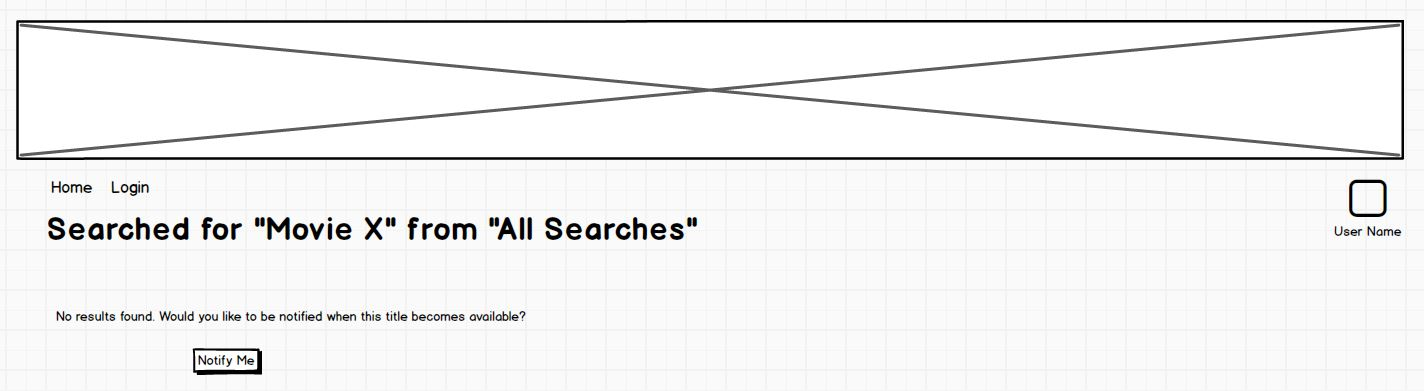 Home Login
Searched for "Movie X" from "All Searches"
User Name
No results found. Would you like to be notified when this title becomes available?
Notify Me